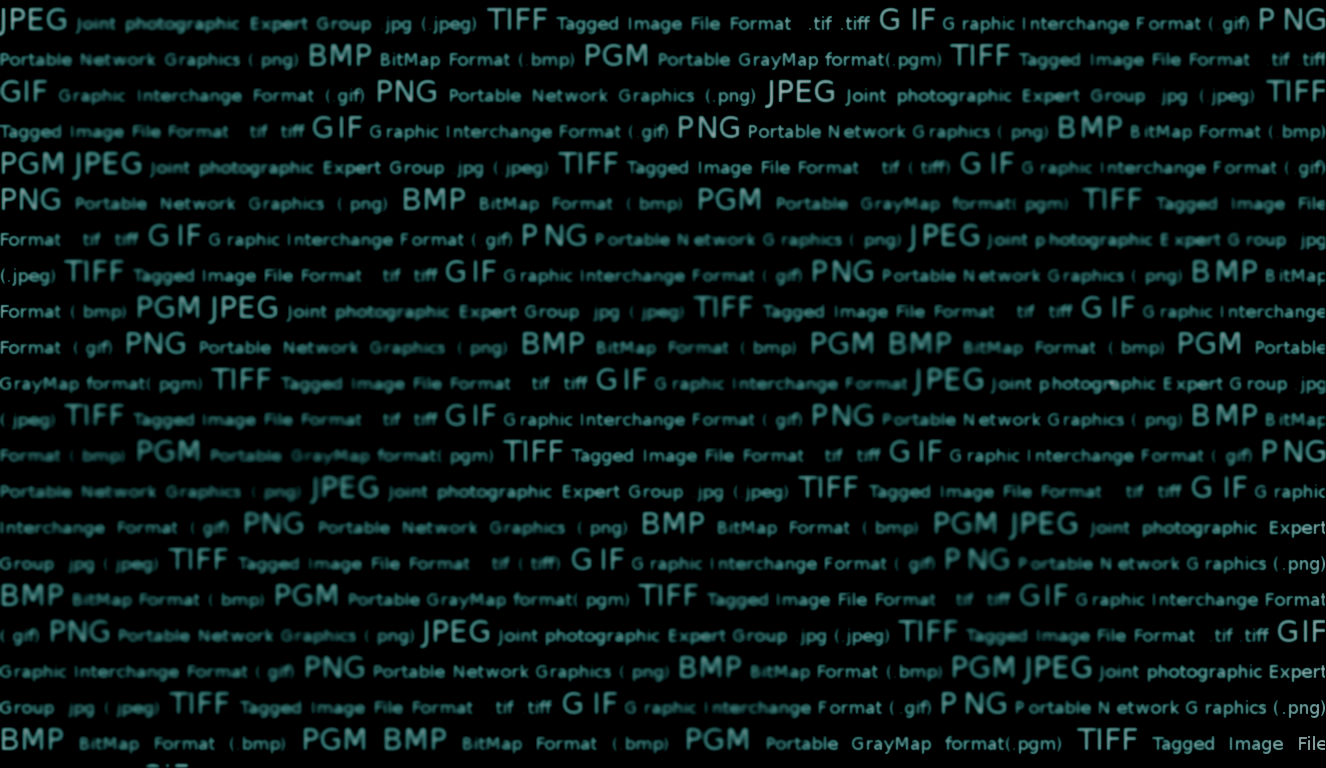 JPEG Joint photographic Expert Group jpg (.jpeg) TIFF Tagged Image File Format .tif .tiff G IF G raphic Interchange Format (.gif) P NG
Portable Network Graphics ( png) BMP BitMap Format (.bmp) PGM Portable GrayMap format(.pgm) TIFF Tagged Image File Format tif tiff
GIF Graphic Interchange Format (.gif) PNG Portable Network Graphics (.png) JPEG Joint photographic Expert Group jpg ( jpeg) TIFF
Tagged Image File Format tif tiff GIF G raphic Interchange Format ( gif) PNG Portable N etwork G raphics ( png) BMP BitMap Format ( bmp)
PGM JPEG Joint photographic Expert Group jpg ( jpeg) TIFF Tagged Image File Format tif ( tiff) G IF G raphic Interchange Format ( gif)
PNG Portable Network Graphics ( png) BMP BitMap Format ( bmp) PGM Portable GrayMap format( pgm) TIFF Tagged Image File
Format tif tiff G IF G raphic Interchange Format ( gif) P NG Portable N etwork G raphics ( png) JPEG Joint p hotographic E xpert G roup jpg
(.jpeg) TIFF Tagged Image File Format tif tiff G IF G raphic Interchange Format ( gif) PNG Portable N etwork G raphics ( png) B MP BitMap
Format ( bmp) PGM JPEG Joint photographic Expert Group jpg ( jpeg) TIFF Tagged Image File Format tif tiff G IF G raphic Interchange
Format ( gif) PNG Portable Network Graphics ( png) BMP BitMap Format ( bmp) PGM BMP BitMap Format ( bmp) PGM Portable
GrayMap format( pgm) TIFF Tagged Image File Format tif tiff G IF G raphic Interchange Format JPEG Joint photographic E xpert G roup jpg
( jpeg) TIFF Tagged Image File Format tif tiff G IF G raphic Interchange Format ( gif) PNG Portable N etwork G raphics ( png) B MP BitMap
Format ( bmp) PGM Portable GrayMap format( pgm) TIFF Tagged Image File Format tif tiff G IF G raphic Interchange Format ( gif) P NG
Portable Network Graphics ( png) JPEG Joint photographic Expert Group jpg ( jpeg) TIFF Tagged Image File Format tif tiff G IF G raphic
Interchange Format ( gif) PNG Portable Network Graphics ( png) BMP BitMap Format ( bmp) PGM JPEG Joint photographic Expert
Group jpg ( jpeg) TIFF Tagged Image File Format tif ( tiff) G IF G raphic Interchange Format ( gif) P NG Portable N etwork G raphics (.png)
BMP BitMap Format ( bmp) PGM Portable GrayMap format( pgm) TIFF Tagged Image File Format tif tiff GIF G raphic Interchange Format
( gif) PNG Portable Network Graphics ( png) JPEG Joint photographic Expert Group jpg (.jpeg) TIFF Tagged Image File Format .tif .tiff GIF
Graphic Interchange Format ( gif) PNG Portable Network Graphics ( png) BMP BitMap Format (.bmp) PGM JPEG Joint photographic Expert
Group jpg ( jpeg) TIFF Tagged Image File Format tif tiff G IF G raphic Interchange Format (.gif) P NG P ortable N etwork G raphics (.png)
BMP BitMap Format ( bmp) PGM BMP BitMap Format ( bmp) PGM Portable GrayMap format(.pgm) TIFF Tagged Image File